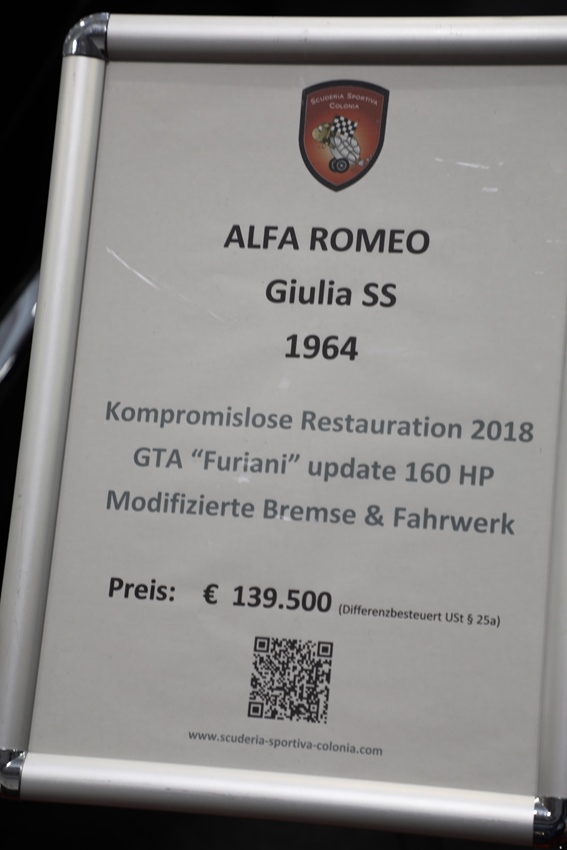 SCUDERIA SPORTIVA
COLONIA
ALFA ROMEO
Giulia SS
1964
Kompromislose Restauration 2018
GTA “Furiani” update 160 HP
Modifizierte Bremse & Fahrwerk
Preis: € 139.500 (Differenzbesteuert USt § 25a)
www.scuderia-sportiva-colonia.com